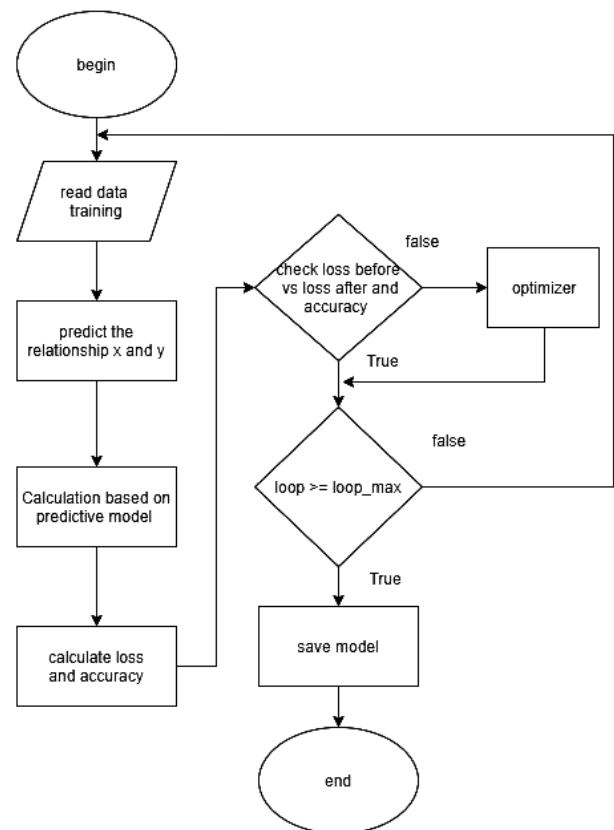 begin
read data
training
predict the
relationship x and y
Calculation based on
predictive model
calculate loss
and accuracy
check loss before
vs loss after and
accuracy
false
optimizer
True
loop >= loop_max
false
True
save model
end